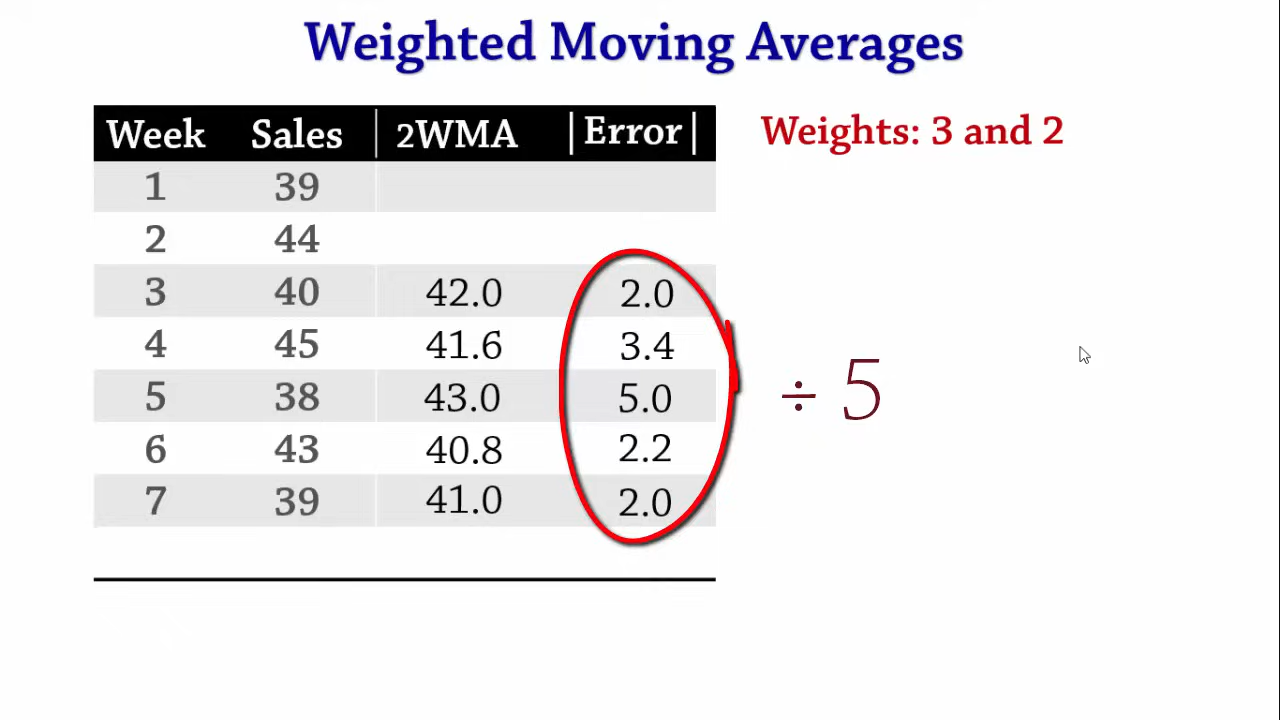 Weighted Moving Averages
Week Sales 2WMA |Error| Weights: 3 and 2
1 39
2 44
3 40 42.0 2.0
4 45 41.6 3.4
5 38 43.0 5.0 ÷ 5
6 43 40.8 2.2
7 39 41.0 2.0